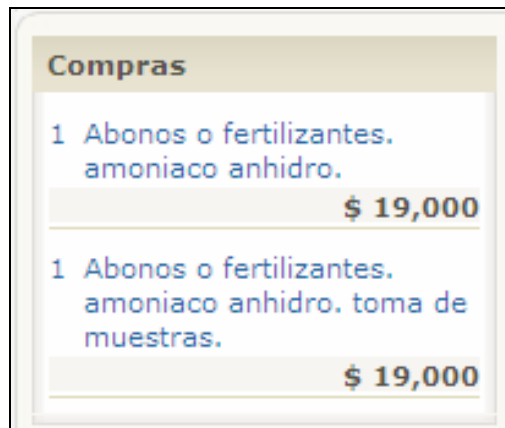 Compras
1 Abonos o fertilizantes.
amoniaco anhidro.
$ 19,000
1 Abonos o fertilizantes.
amoniaco anhidro. toma de
muestras.
$ 19,000